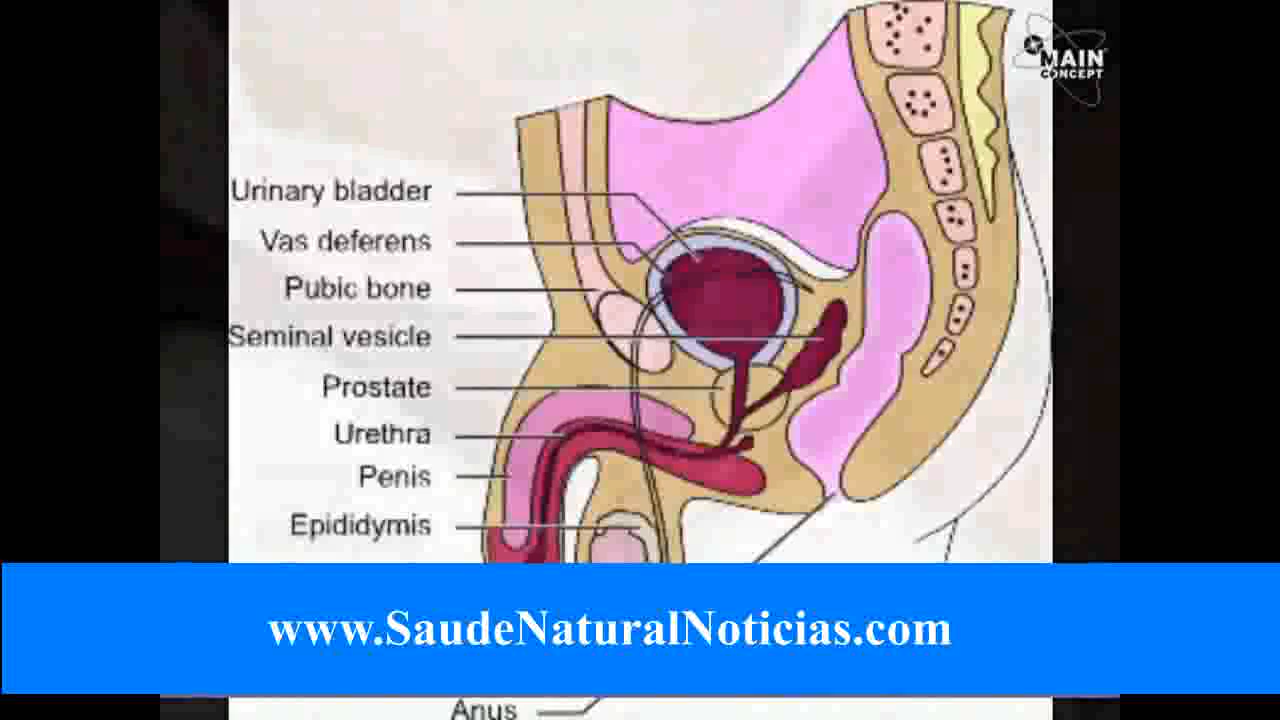 MAIN
CONCEPT
Urinary bladder
Vas deferens
Pubic bone
Seminal vesicle
Prostate
Urethra
Penis
Epididymis
www.SaudeNaturalNoticias.com
Anus